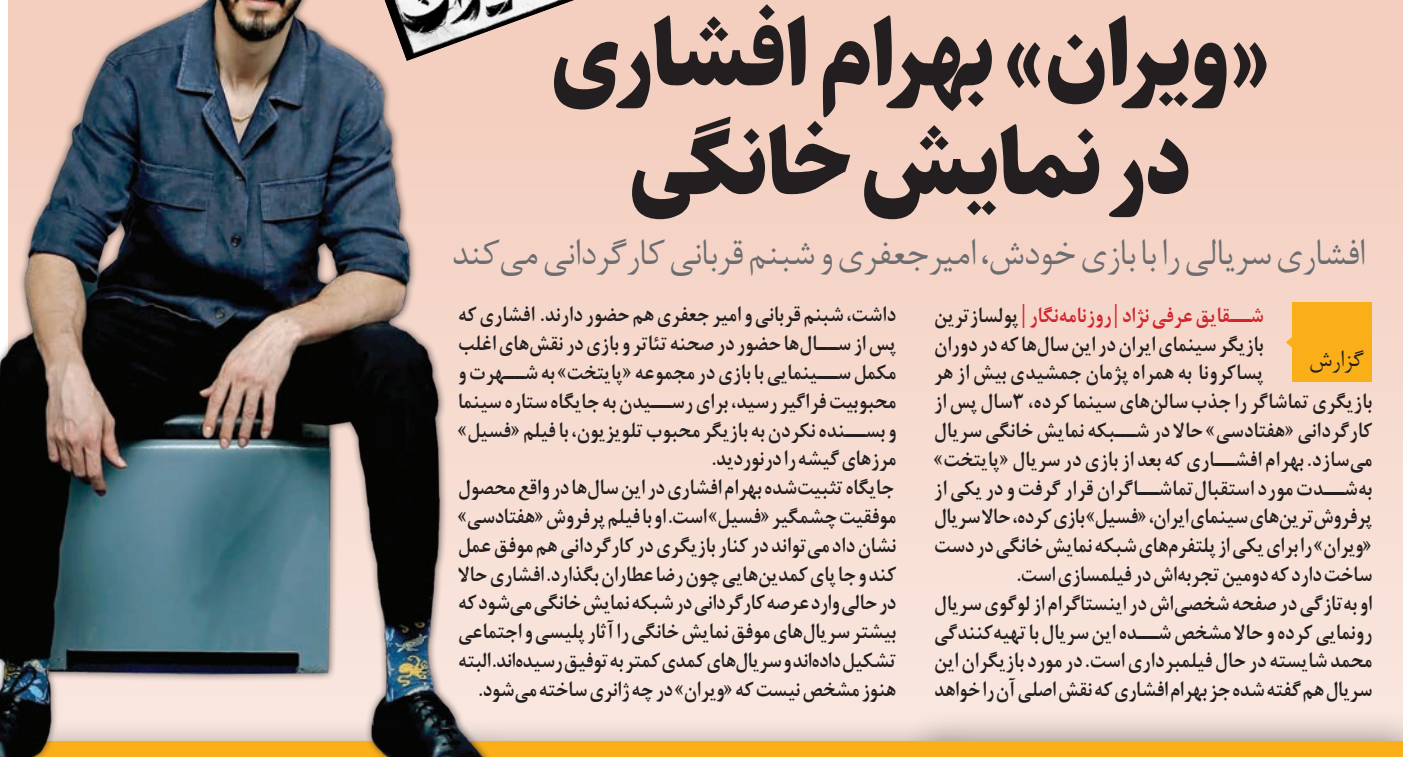 «ویران» بهرام افشاری
در نمایش خانگی
افشاری سریالی را با بازی خودش، امیر جعفری و شبنم قربانی کارگردانی می‌کند
گزارش
شــقایق عرفی نژاد | روزنامه‌نگار | پولساز ترین
بازیگر سینمای ایران در این سال‌ها که در دوران
پساکرونا به همراه پژمان جمشیدی بیش از هر
بازیگری تماشاگر را جذب سالن‌های سینما کرده، ۳سال پس از
کارگردانی «هفتادسی» حالا در شــبکه نمایش خانگی سریال
می‌سازد. بهرام افشــاری که بعد از بازی در سریال «پایتخت»
به‌شــدت مورد استقبال تماشــاگران قرار گرفت و در یکی از
پرفروش‌ترین‌های سینمای ایران، «فسیل» بازی کرده، حالا سریال
«ویران» را برای یکی از پلتفرم‌های شبکه نمایش خانگی در دست
ساخت دارد که دومین تجربه‌اش در فیلمسازی است.
او به تازگی در صفحه شخصی‌اش در اینستاگرام از لوگوی سریال
رونمایی کرده و حالا مشخص شــده این سریال با تهیه‌کنندگی
محمد شایسته در حال فیلمبرداری است. در مورد بازیگران این
سریال هم گفته شده جز بهرام افشاری که نقش اصلی آن را خواهد
داشت، شبنم قربانی و امیر جعفری هم حضور دارند. افشاری که
پس از ســال‌ها حضور در صحنه تئاتر و بازی در نقش‌های اغلب
مکمل ســینمایی با بازی در مجموعه «پایتخت» به شــهرت و
محبوبیت فراگیر رسید، برای رســیدن به جایگاه ستاره سینما
و بســنده نکردن به بازیگر محبوب تلویزیون، با فیلم «فسیل»
مرزهای گیشه را درنوردید.
جایگاه تثبیت‌شده بهرام افشاری در این سال‌ها در واقع محصول
موفقیت چشمگیر «فسیل» است. او با فیلم پرفروش «هفتادسی»
نشان داد می‌تواند در کنار بازیگری در کارگردانی هم موفق عمل
کند و جا پای کمدین‌هایی چون رضا عطاران بگذارد. افشاری حالا
در حالی وارد عرصه کارگردانی در شبکه نمایش خانگی می‌شود که
بیشتر سریال‌های موفق نمایش خانگی را آثار پلیسی و اجتماعی
تشکیل داده‌اند و سریال‌های کمدی کمتر به توفیق رسیده‌اند. البته
هنوز مشخص نیست که «ویران» در چه ژانری ساخته می‌شود.